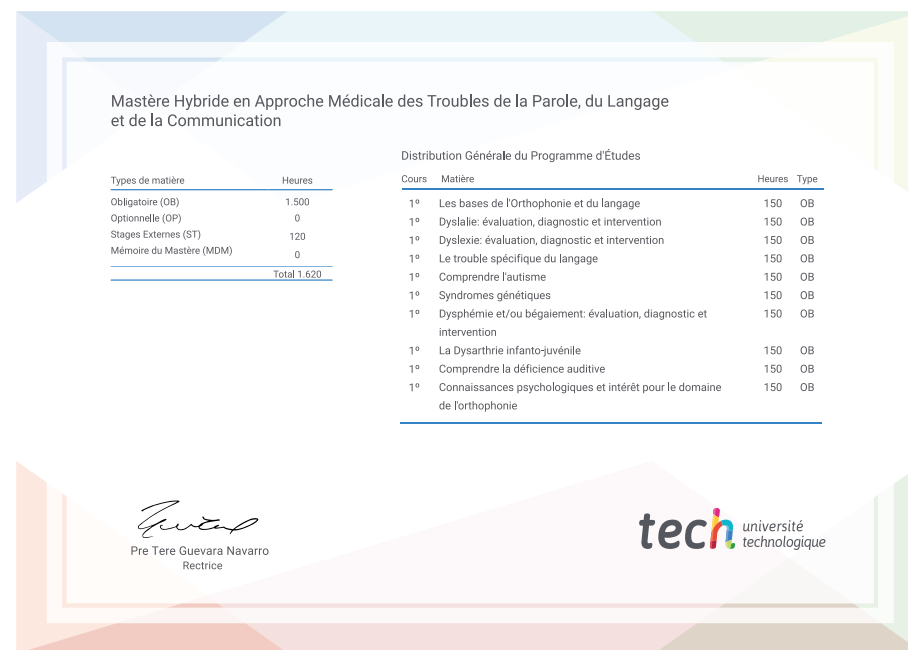 Mastère Hybride en Approche Médicale des Troubles de la Parole, du Langage
et de la Communication
Types de matière Heures
Obligatoire (OB) 1.500
Optionnelle (OP) 0
Stages Externes (ST) 120
Mémoire du Mastère (MDM) 0
Total 1.620
Distribution Générale du Programme d'Études
Cours Matière Heures Type
1º Les bases de l'Orthophonie et du langage 150 OB
1º Dyslalie: évaluation, diagnostic et intervention 150 OB
1º Dyslexie: évaluation, diagnostic et intervention 150 OB
1º Le trouble spécifique du langage 150 OB
1º Comprendre l'autisme 150 OB
1º Syndromes génétiques 150 OB
1º Dysphémie et/ou bégaiement: évaluation, diagnostic et 150 OB
intervention
1º La Dysarthrie infanto-juvénile 150 OB
1º Comprendre la déficience auditive 150 OB
1º Connaissances psychologiques et intérêt pour le domaine 150 OB
de l'orthophonie
Pre Tere Guevara Navarro
Rectrice
tech université
technologique